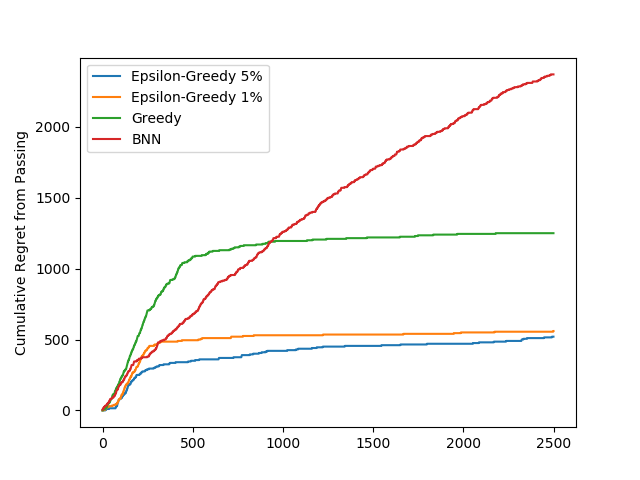 Epsilon-Greedy 5%
Epsilon-Greedy 1%
Greedy
BNN
Cumulative Regret from Passing
2000
1500
1000
500
0
0 500 1000 1500 2000 2500